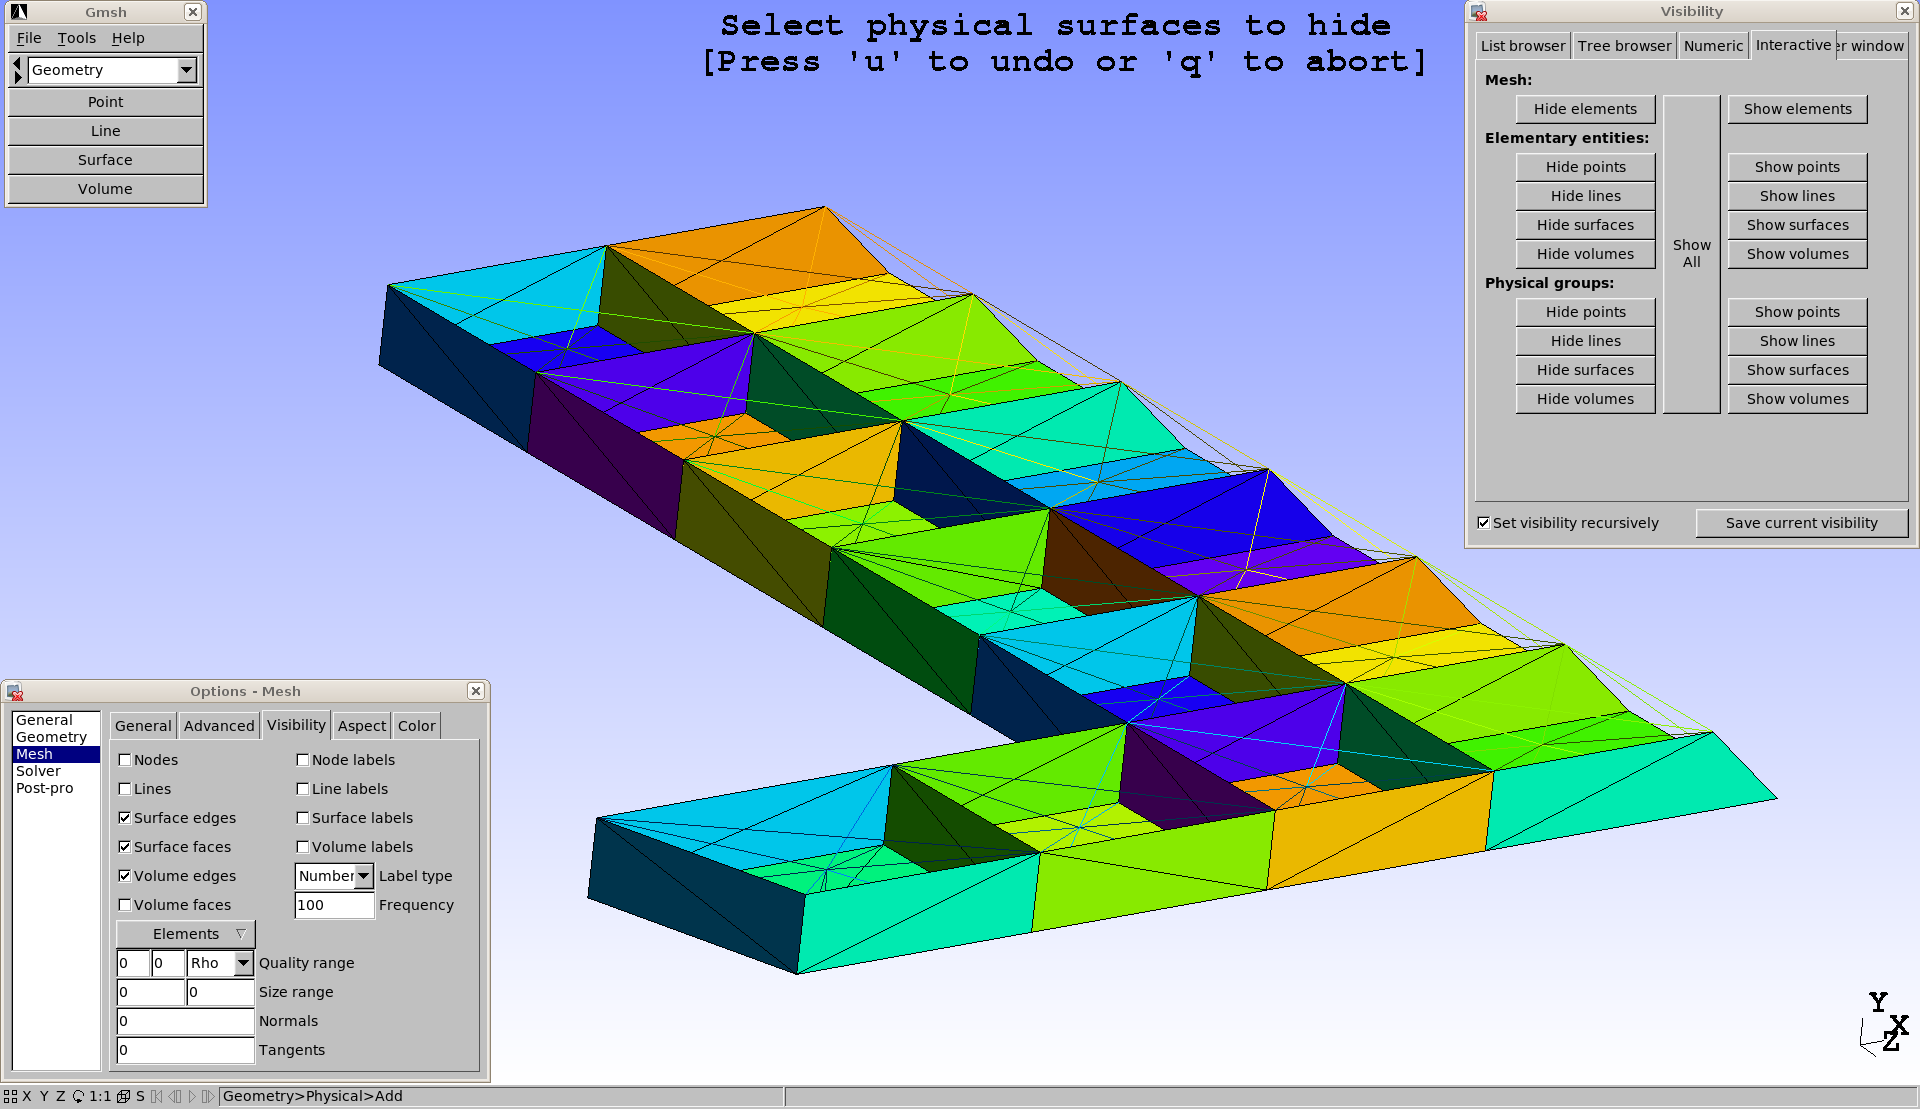 Gmsh
File Tools Help
Geometry
Point
Line
Surface
Volume
Select physical surfaces to hide
[Press 'u' to undo or 'q' to abort]
Visibility
List browser Tree browser Numeric Interactive er window
Mesh:
Hide elements Show elements
Elementary entities:
Hide points Show points
Hide lines Show lines
Hide surfaces Show surfaces
Hide volumes Show volumes
Show
All
Physical groups:
Hide points Show points
Hide lines Show lines
Hide surfaces Show surfaces
Hide volumes Show volumes
Set visibility recursively Save current visibility
Options - Mesh
General
Geometry
Mesh
Solver
Post-pro
General Advanced Visibility Aspect Color
Nodes Node labels
Lines Line labels
Surface edges Surface labels
Surface faces Volume labels
Volume edges Number Label type
Volume faces 100 Frequency
Elements
0 0 Rho Quality range
0 0 Size range
0 Normals
0 Tangents
Y
X
Z
X Y Z 1:1 S Geometry>Physical>Add